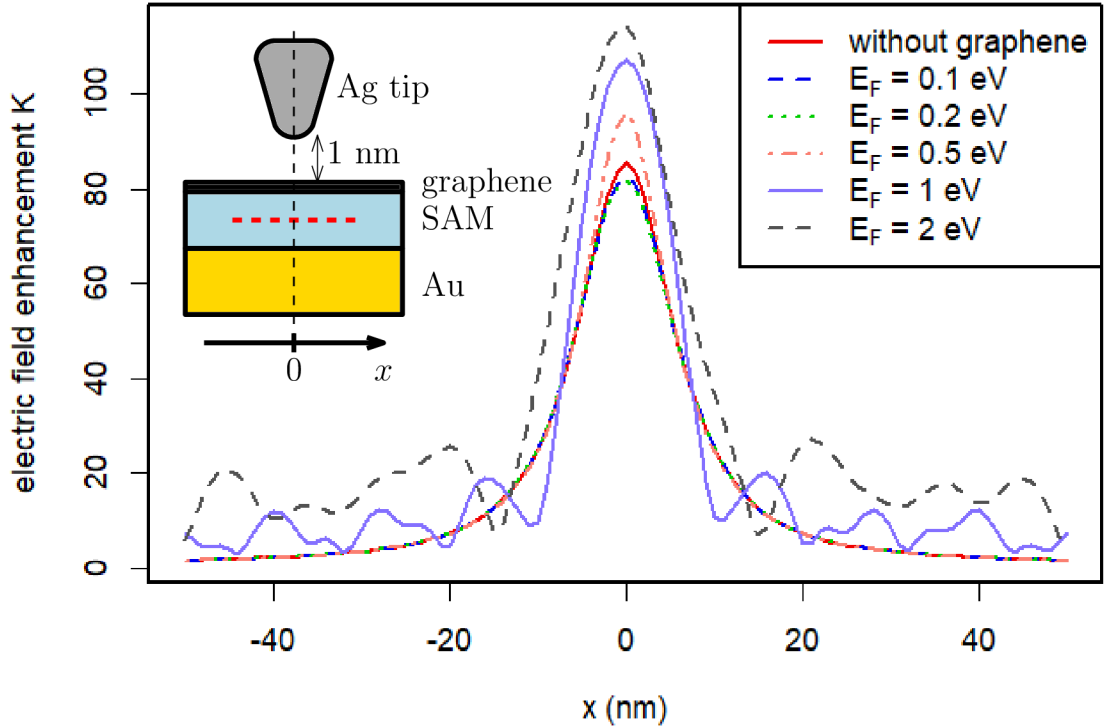 electric field enhancement K
100
80
60
40
20
0
Ag tip
1 nm
graphene
SAM
Au
0
x
without graphene
E_F = 0.1 eV
E_F = 0.2 eV
E_F = 0.5 eV
E_F = 1 eV
E_F = 2 eV
-40 -20 0 20 40
x (nm)